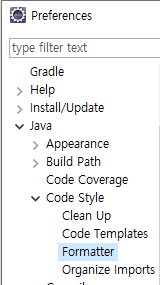 Preferences
type filter text
Gradle
Help
Install/Update
Java
Appearance
Build Path
Code Coverage
Code Style
Clean Up
Code Templates
Formatter
Organize Imports